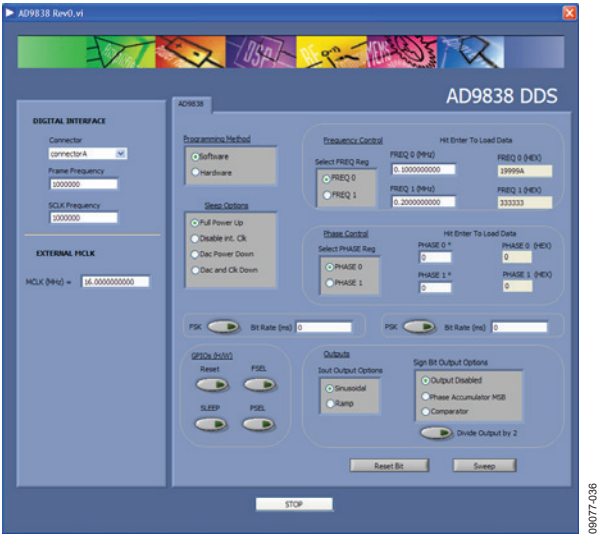 AD9838 Rev0.vi
DSP
RF
MEMS
AD9838
AD9838 DDS
DIGITAL INTERFACE
Connector
connectorA
Frame Frequency
1000000
SCLK Frequency
1000000
EXTERNAL MCLK
MCLK (MHz) = 16.0000000000
Programming Method
Software
Hardware
Sleep Options
Full Power Up
Disable int. Clk
Dac Power Down
Dac and Clk Down
Frequency Control
Hit Enter To Load Data
Select FREQ Reg
FREQ 0
FREQ 1
FREQ 0 (MHz)
0.1000000000
FREQ 0 (HEX)
19999A
FREQ 1 (MHz)
0.2000000000
FREQ 1 (HEX)
333333
Phase Control
Hit Enter To Load Data
Select PHASE Reg
PHASE 0
PHASE 1
PHASE 0 °
0
PHASE 0 (HEX)
0
PHASE 1 °
0
PHASE 1 (HEX)
0
FSK
Bit Rate (ms) 0
PSK
Bit Rate (ms) 0
GPIOs (H/W)
Reset
FSEL
SLEEP
PSEL
Outputs
Iout Output Options
Sinusoidal
Ramp
Sign Bit Output Options
Output Disabled
Phase Accumulator MSB
Comparator
Divide Output by 2
Reset Bit
Sweep
STOP
09077-036